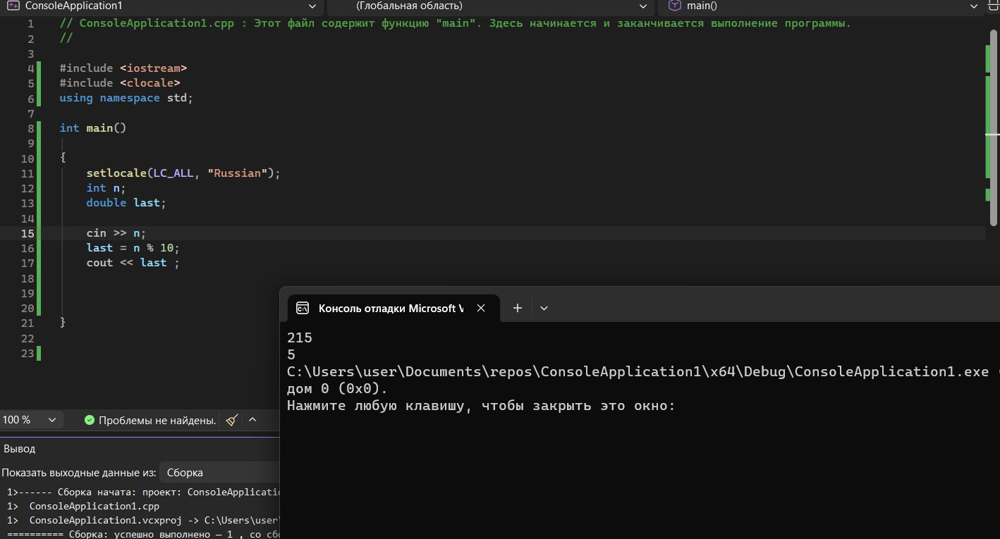 ConsoleApplication1 (Глобальная область) main()
1 // ConsoleApplication1.cpp : Этот файл содержит функцию "main". Здесь начинается и заканчивается выполнение программы.
2 //
3
4 #include <iostream>
5 #include <clocale>
6 using namespace std;
7
8 int main()
9
10 {
11 setlocale(LC_ALL, "Russian");
12 int n;
13 double last;
14
15 cin >> n;
16 last = n % 10;
17 cout << last ;
18
19
20
21 }
22
23
Консоль отладки Microsoft V
215
5
C:\Users\user\Documents\repos\ConsoleApplication1\x64\Debug\ConsoleApplication1.exe
дом 0 (0x0).
Нажмите любую клавишу, чтобы закрыть это окно:
100 % Проблемы не найдены.
Вывод
Показать выходные данные из: Сборка
1>------ Сборка начата: проект: ConsoleApplicatio
1> ConsoleApplication1.cpp
1> ConsoleApplication1.vcxproj -> C:\Users\user\
========== Сборка: успешно выполнено — 1 , со сбо